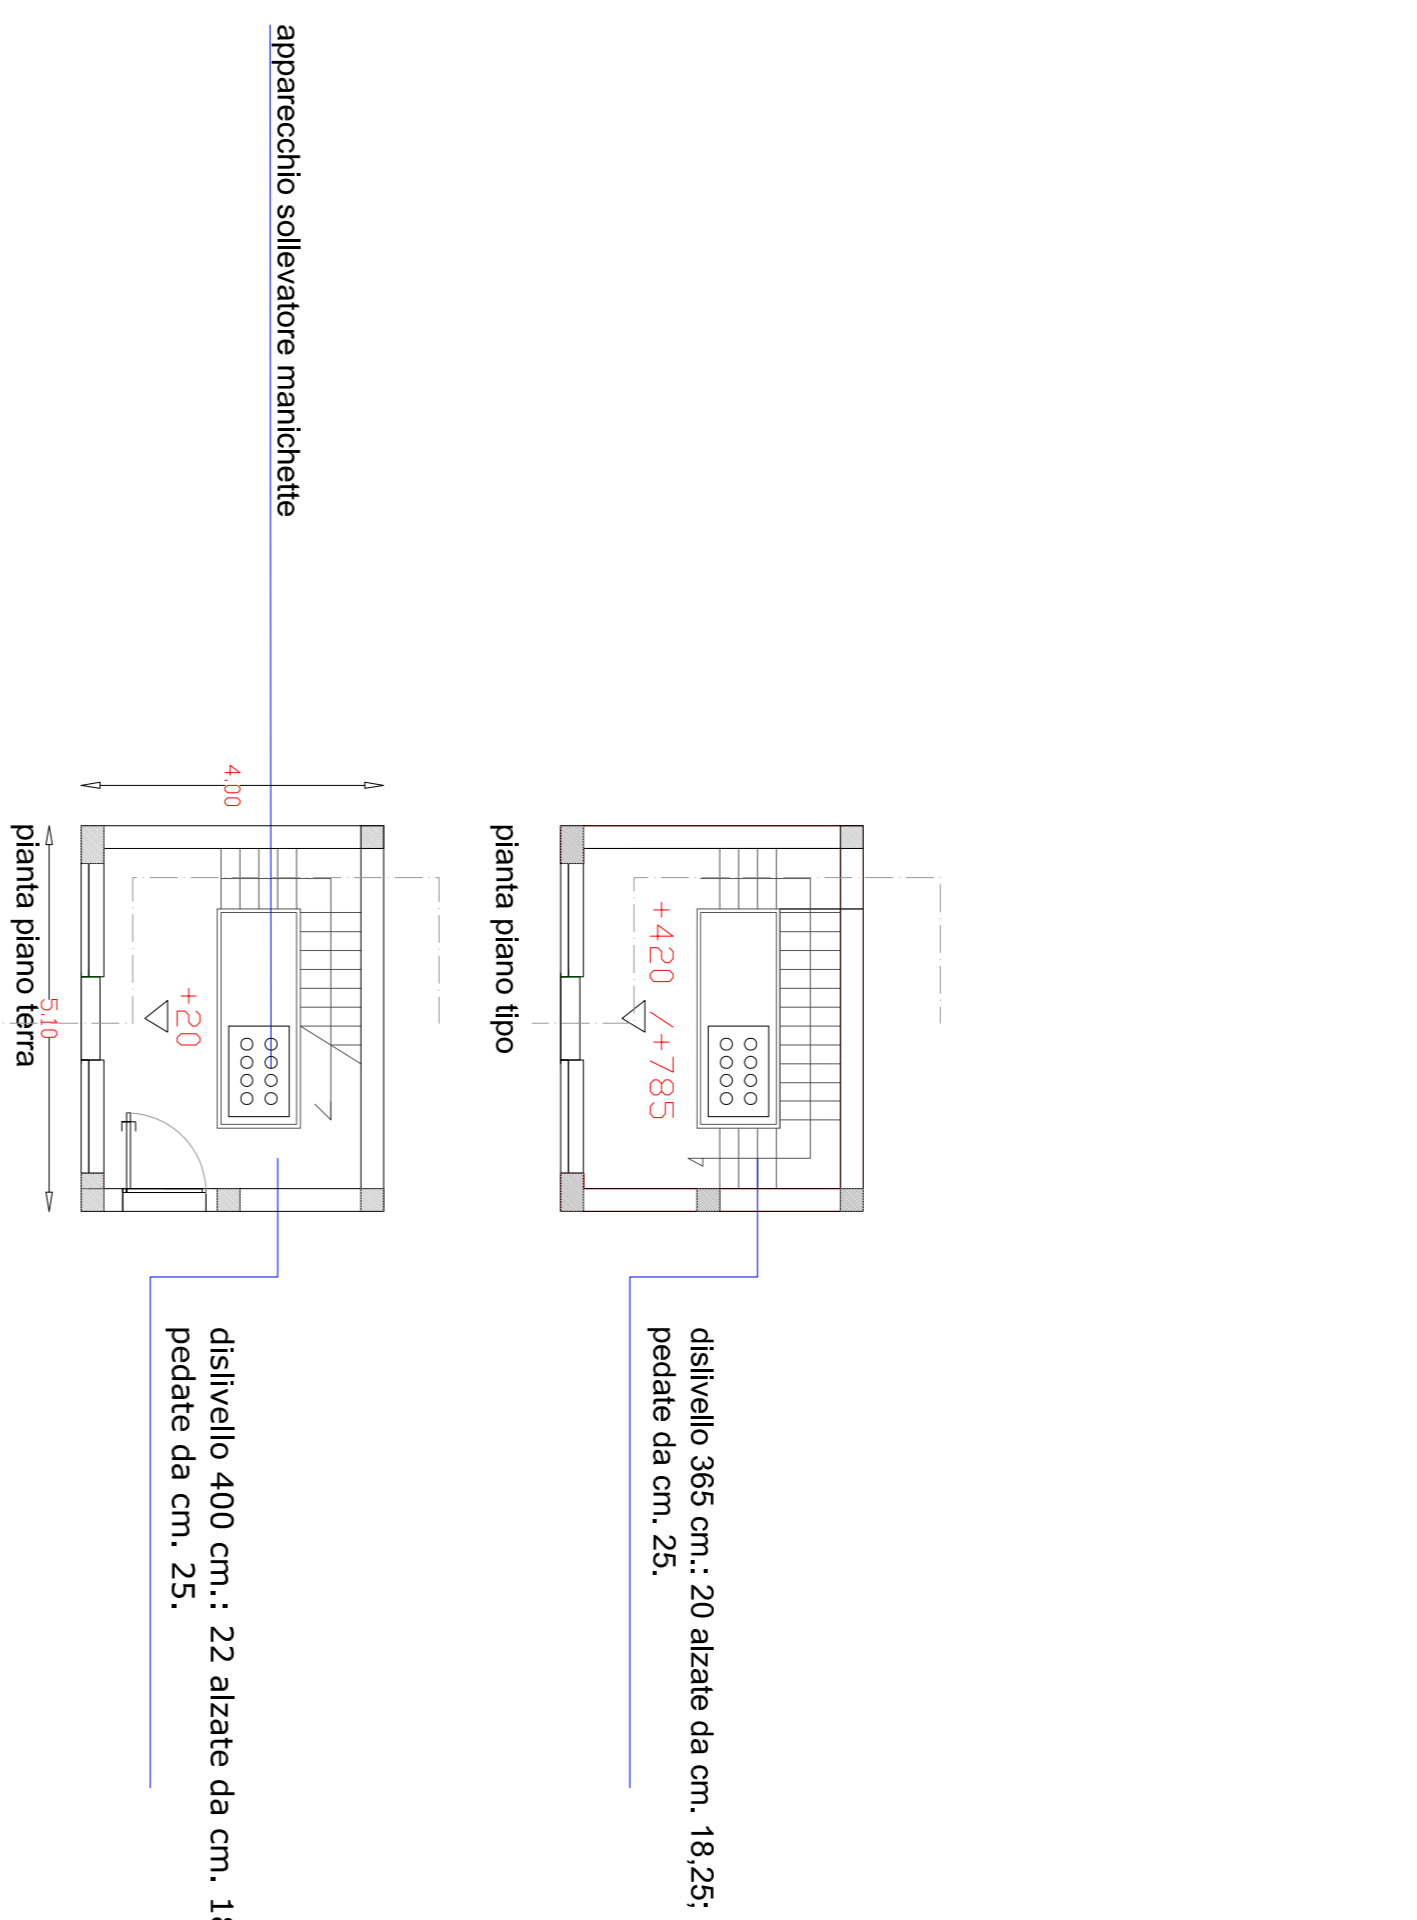 apparecchio sollevatore manichette
4.00
+420 /+785
pianta piano tipo
dislivello 365 cm.: 20 alzate da cm. 18,25;
pedate da cm. 25.
+20
5.10
pianta piano terra
dislivello 400 cm.: 22 alzate da cm.
pedate da cm. 25.